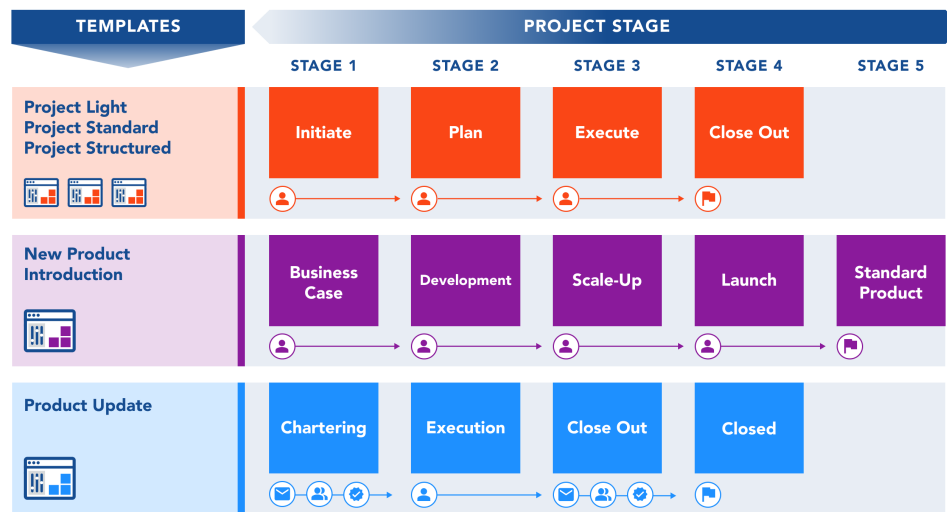 TEMPLATES
PROJECT STAGE
STAGE 1
STAGE 2
STAGE 3
STAGE 4
STAGE 5
Project Light
Project Standard
Project Structured
Initiate
Plan
Execute
Close Out
New Product
Introduction
Business
Case
Development
Scale-Up
Launch
Standard
Product
Product Update
Chartering
Execution
Close Out
Closed